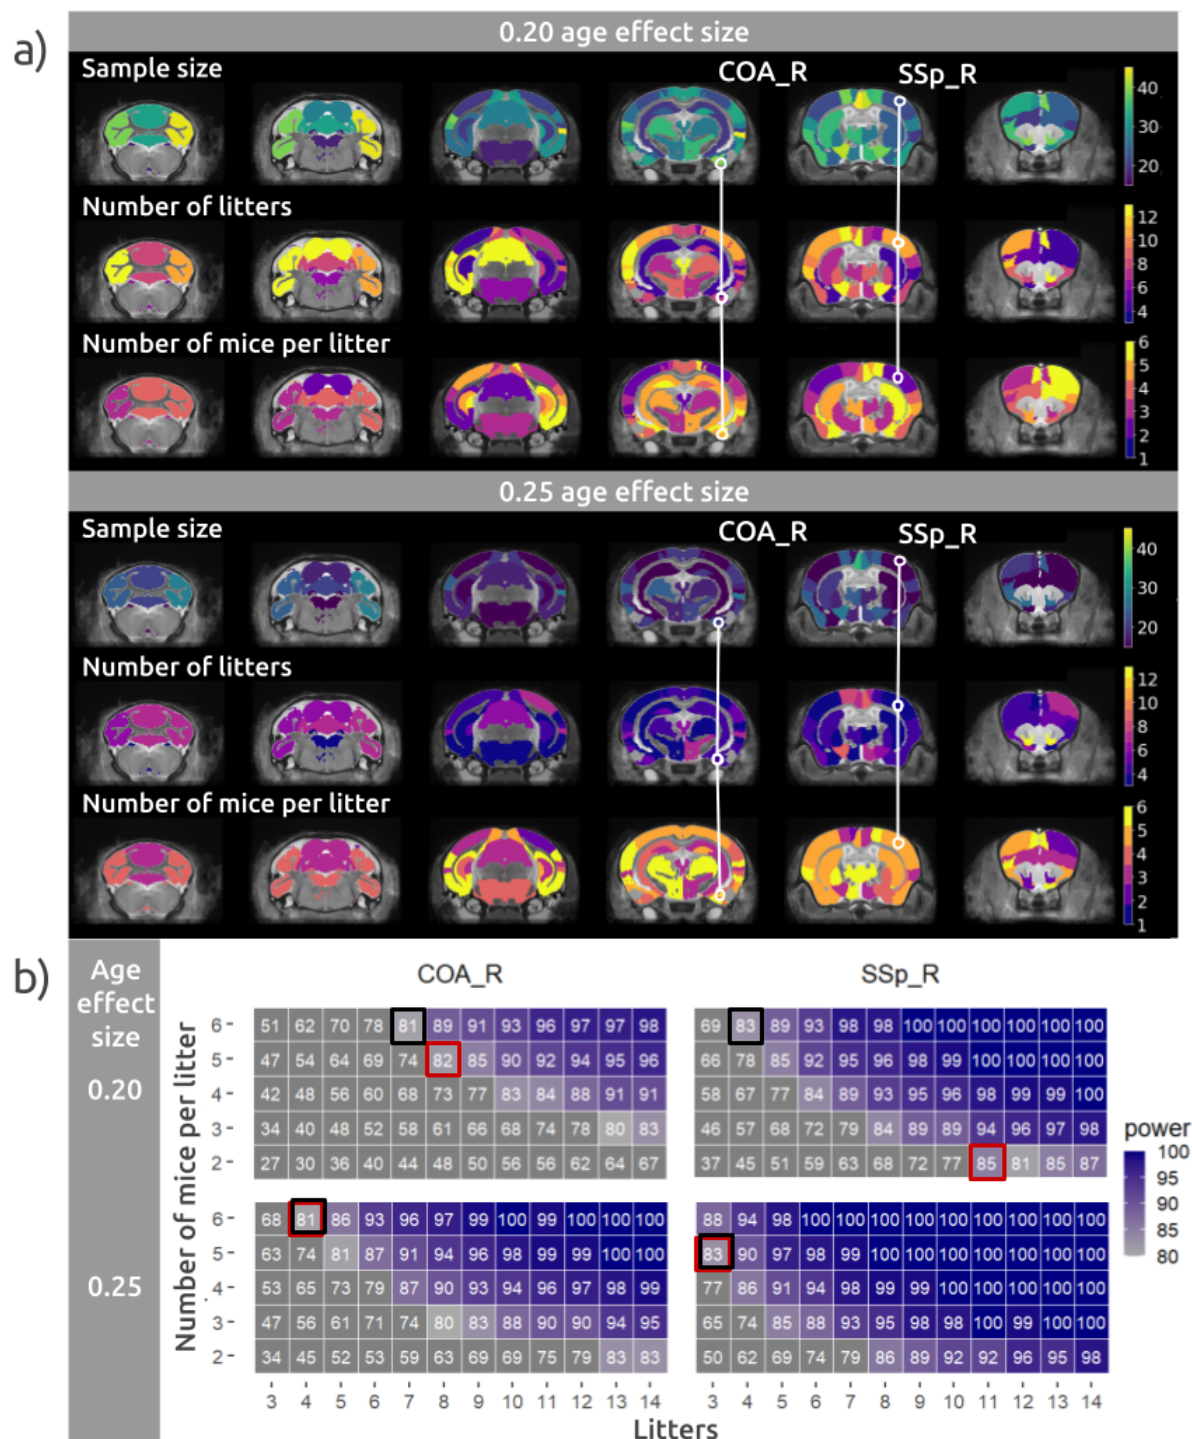 a)
0.20 age effect size
Sample size
COA_R
SSp_R
40
30
20
Number of litters
12
10
8
6
4
Number of mice per litter
6
5
4
3
2
1
0.25 age effect size
Sample size
COA_R
SSp_R
40
30
20
Number of litters
12
10
8
6
4
Number of mice per litter
6
5
4
3
2
1
b)
Age effect size
COA_R
SSp_R
0.20
0.25
Number of mice per litter
6 51 62 70 78 81 89 91 93 96 97 97 98 69 83 89 93 98 98 100 100 100 100 100 100
5 47 54 64 69 74 82 85 90 92 94 95 96 66 78 85 92 95 96 98 99 100 100 100 100
4 42 48 56 60 68 73 77 83 84 88 91 91 58 67 77 84 89 93 95 96 98 99 99 100
3 34 40 48 52 58 61 66 68 74 78 80 83 46 57 68 72 79 84 89 89 94 96 97 98
2 27 30 36 40 44 48 50 56 56 62 64 67 37 45 51 59 63 68 72 77 85 81 85 87
6 68 81 86 93 96 97 99 100 99 100 100 100 88 94 98 100 100 100 100 100 100 100 100 100
5 63 74 81 87 91 94 96 98 99 99 100 100 83 90 97 98 99 100 100 100 100 100 100 100
4 53 65 73 79 87 90 93 94 96 97 98 99 77 86 91 94 98 99 100 100 100 100 100 100
3 47 56 61 71 74 80 83 88 90 90 94 95 65 74 85 88 93 95 98 98 100 99 100 100
2 34 45 52 53 59 63 69 69 75 79 83 83 50 62 69 74 79 86 89 92 92 96 95 98
3 4 5 6 7 8 9 10 11 12 13 14 3 4 5 6 7 8 9 10 11 12 13 14
Litters
power
100
95
90
85
80